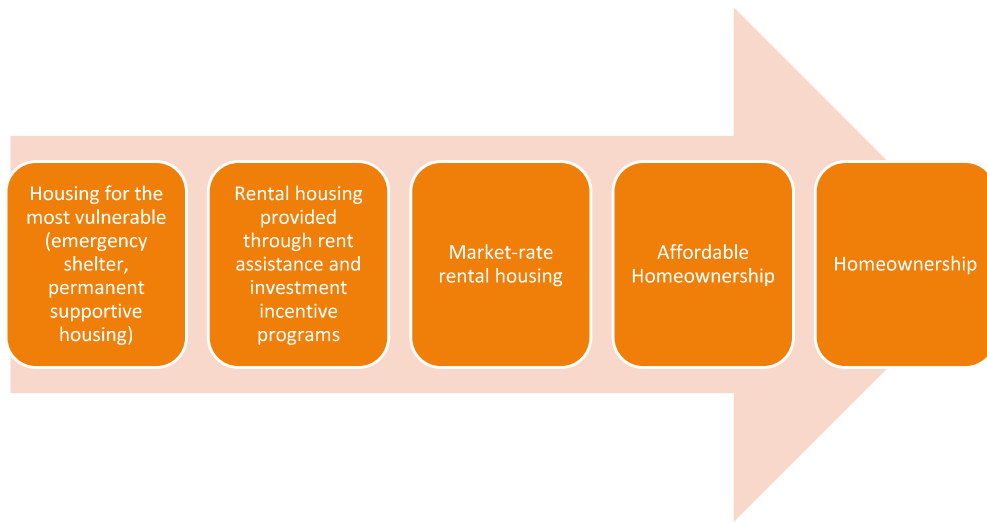 Housing for the
most vulnerable
(emergency
shelter,
permanent
supportive
housing)
Rental housing
provided
through rent
assistance and
investment
incentive
programs
Market-rate
rental housing
Affordable
Homeownership
Homeownership